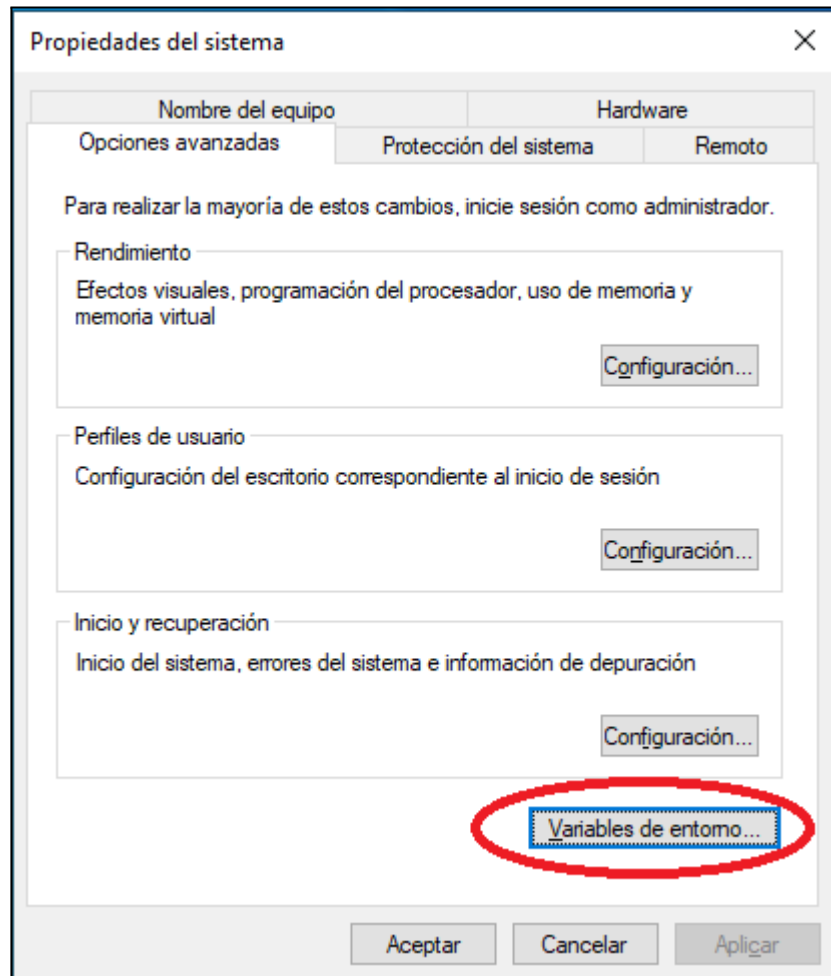 Propiedades del sistema
Nombre del equipo
Hardware
Opciones avanzadas
Protección del sistema
Remoto
Para realizar la mayoría de estos cambios, inicie sesión como administrador.
Rendimiento
Efectos visuales, programación del procesador, uso de memoria y
memoria virtual
Configuración...
Perfiles de usuario
Configuración del escritorio correspondiente al inicio de sesión
Configuración...
Inicio y recuperación
Inicio del sistema, errores del sistema e información de depuración
Configuración...
Variables de entorno...
Aceptar
Cancelar
Aplicar